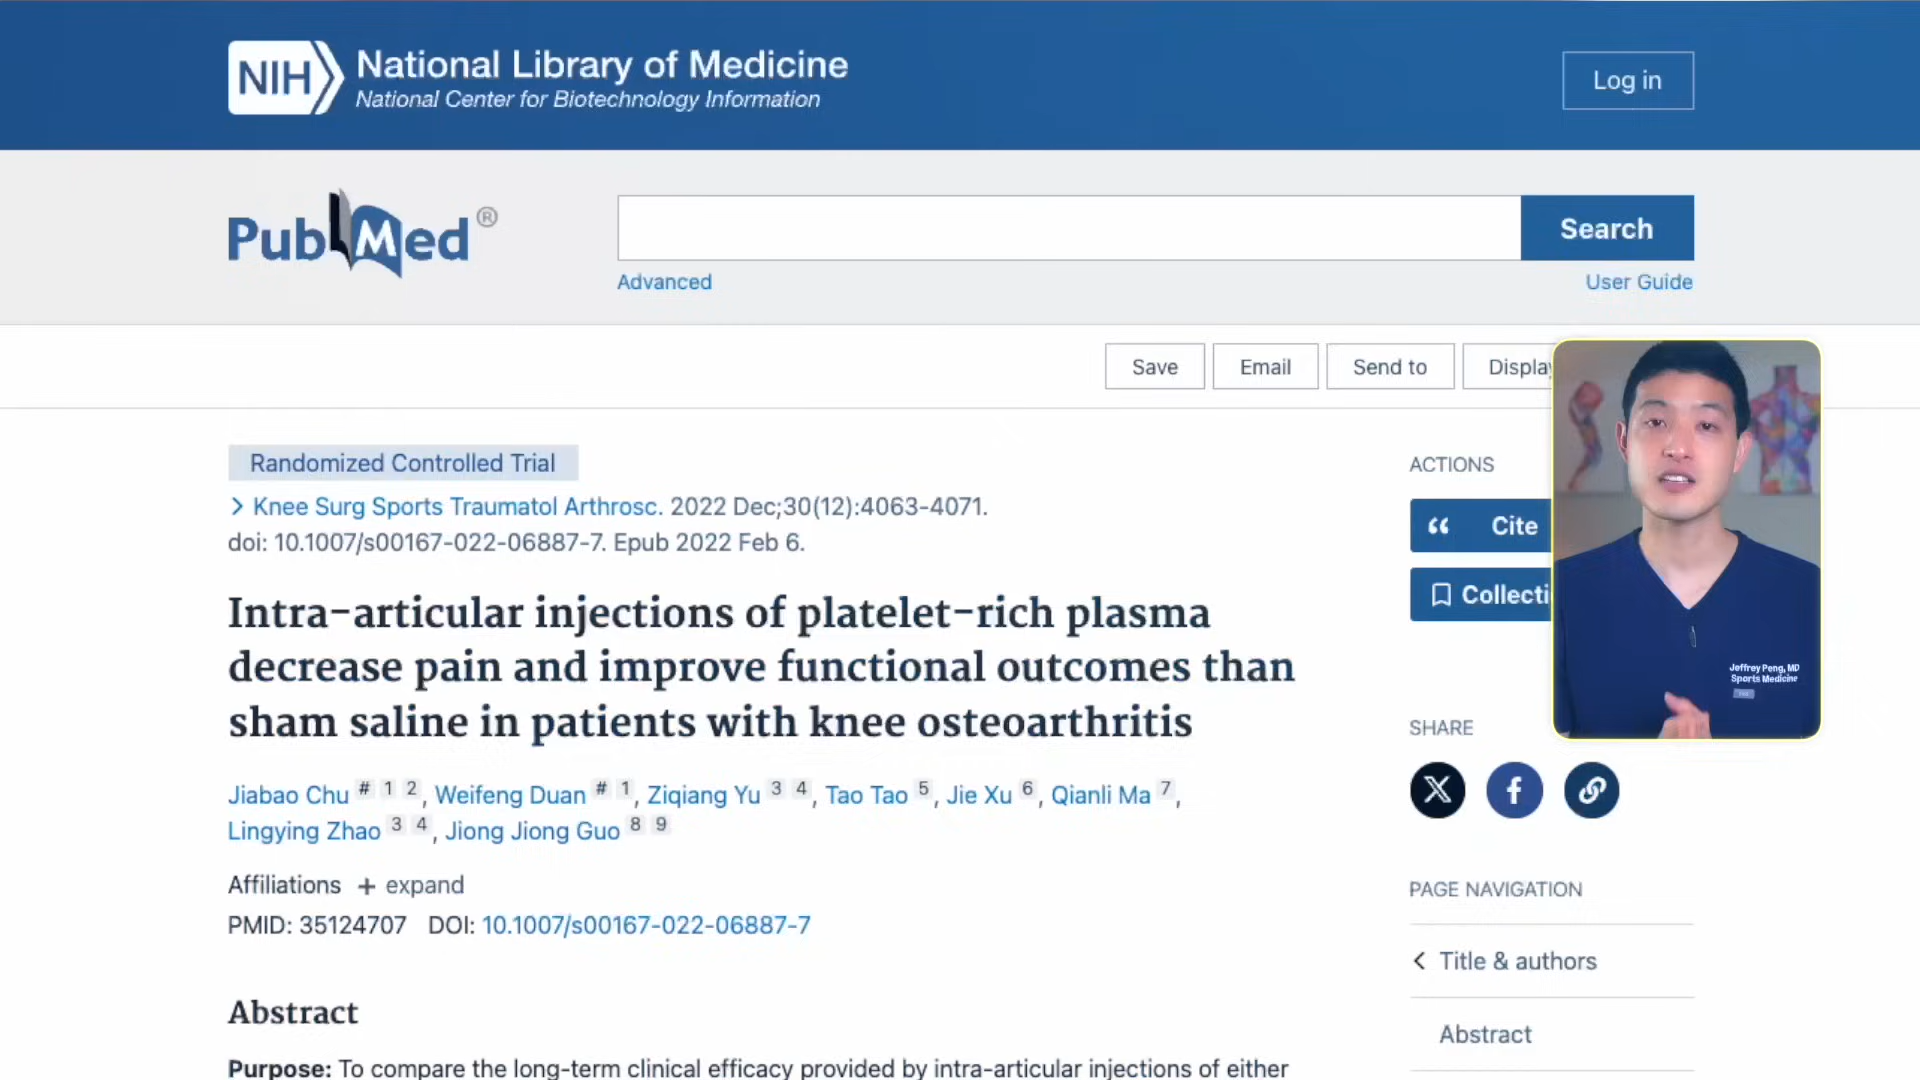 NIH National Library of Medicine
National Center for Biotechnology Information
Log in
PubMed®
Search
Advanced
User Guide
Save
Email
Send to
Display
Randomized Controlled Trial
> Knee Surg Sports Traumatol Arthrosc. 2022 Dec;30(12):4063-4071.
doi: 10.1007/s00167-022-06887-7. Epub 2022 Feb 6.
Intra-articular injections of platelet-rich plasma
decrease pain and improve functional outcomes than
sham saline in patients with knee osteoarthritis
Jiabao Chu # 1 2, Weifeng Duan # 1, Ziqiang Yu 3 4, Tao Tao 5, Jie Xu 6, Qianli Ma 7,
Lingying Zhao 3 4, Jiong Jiong Guo 8 9
Affiliations + expand
PMID: 35124707 DOI: 10.1007/s00167-022-06887-7
Abstract
Purpose: To compare the long-term clinical efficacy provided by intra-articular injections of either
ACTIONS
Cite
Collecti
Jeffrey Peng, MD
Sports Medicine
SHARE
PAGE NAVIGATION
< Title & authors
Abstract